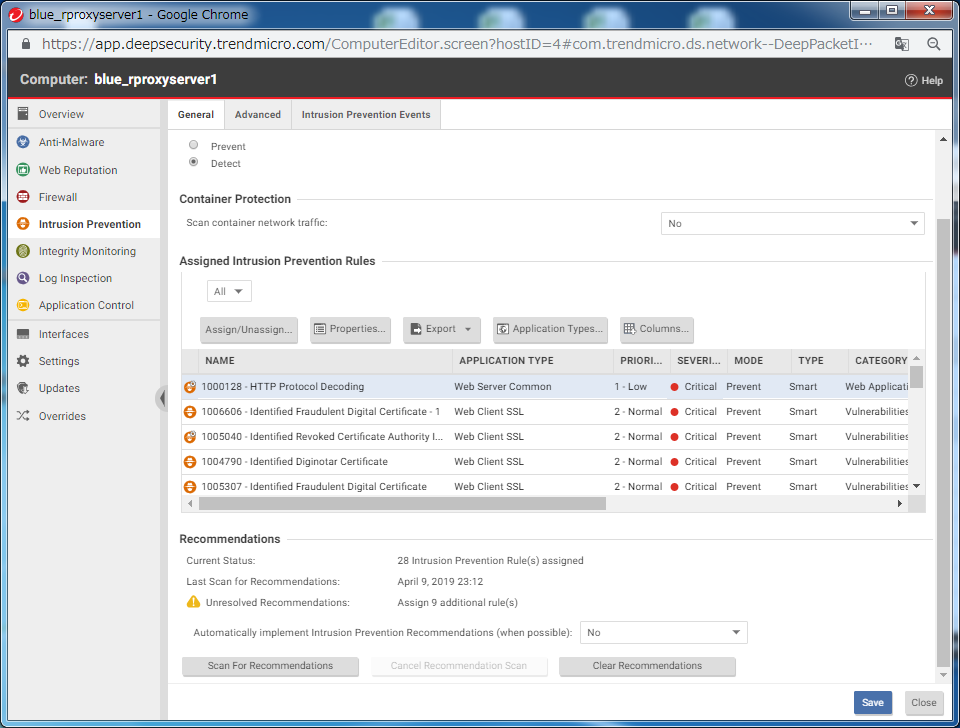 blue_rproxyserver1 - Google Chrome
https://app.deepsecurity.trendmicro.com/ComputerEditor.screen?hostID=4#com.trendmicro.ds.network--DeepPacketI...
Computer: blue_rproxyserver1
Help
Overview
Anti-Malware
Web Reputation
Firewall
Intrusion Prevention
Integrity Monitoring
Log Inspection
Application Control
Interfaces
Settings
Updates
Overrides
General Advanced Intrusion Prevention Events
Prevent
Detect
Container Protection
Scan container network traffic: No
Assigned Intrusion Prevention Rules
All
Assign/Unassign... Properties... Export Application Types... Columns...
NAME APPLICATION TYPE PRIORI... SEVERI... MODE TYPE CATEGORY
1000128 - HTTP Protocol Decoding Web Server Common 1 - Low Critical Prevent Smart Web Applicati
1006606 - Identified Fraudulent Digital Certificate - 1 Web Client SSL 2 - Normal Critical Prevent Smart Vulnerabilities
1005040 - Identified Revoked Certificate Authority I... Web Client SSL 2 - Normal Critical Prevent Smart Vulnerabilities
1004790 - Identified Diginotar Certificate Web Client SSL 2 - Normal Critical Prevent Smart Vulnerabilities
1005307 - Identified Fraudulent Digital Certificate Web Client SSL 2 - Normal Critical Prevent Smart Vulnerabilities
Recommendations
Current Status: 28 Intrusion Prevention Rule(s) assigned
Last Scan for Recommendations: April 9, 2019 23:12
Unresolved Recommendations: Assign 9 additional rule(s)
Automatically implement Intrusion Prevention Recommendations (when possible): No
Scan For Recommendations Cancel Recommendation Scan Clear Recommendations
Save Close